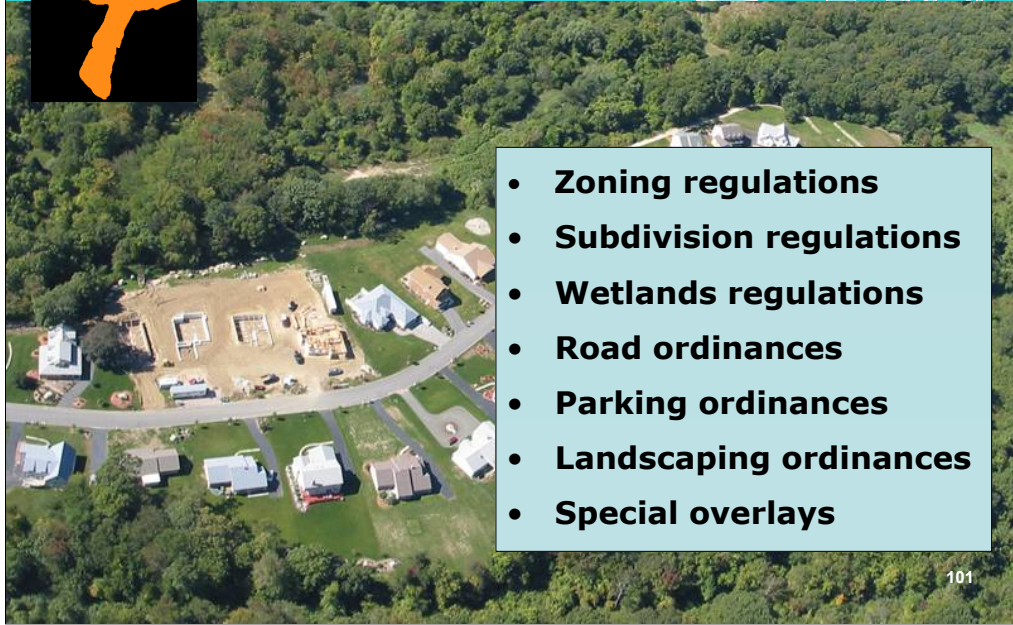 T
• Zoning regulations
• Subdivision regulations
• Wetlands regulations
• Road ordinances
• Parking ordinances
• Landscaping ordinances
• Special overlays
101